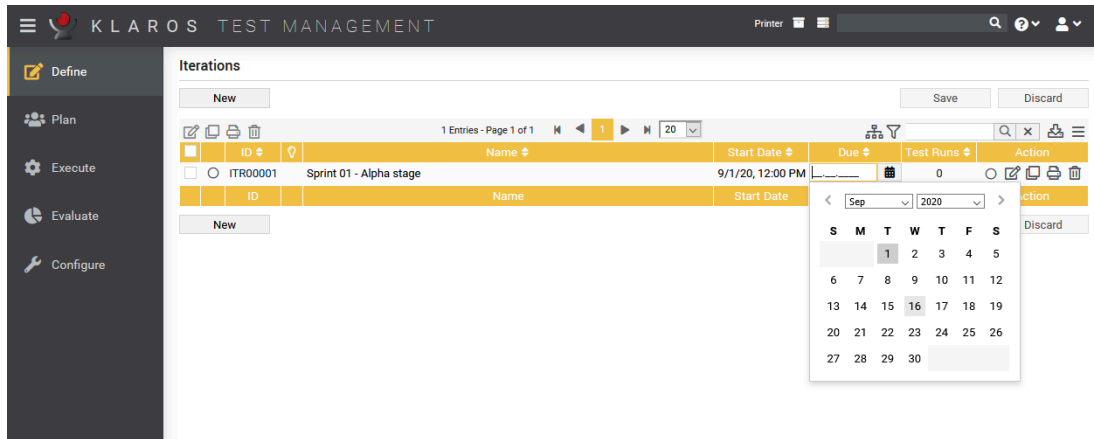 KLAROS TEST MANAGEMENT Printer
Define
Plan
Execute
Evaluate
Configure
Iterations
New Save Discard
1 Entries - Page 1 of 1 1 20
ID Name Start Date Due Test Runs Action
ITR00001 Sprint 01 - Alpha stage 9/1/20, 12:00 PM __.__.____ 0
ID Name Start Date ction
New Discard
Sep 2020
S M T W T F S
1 2 3 4 5
6 7 8 9 10 11 12
13 14 15 16 17 18 19
20 21 22 23 24 25 26
27 28 29 30